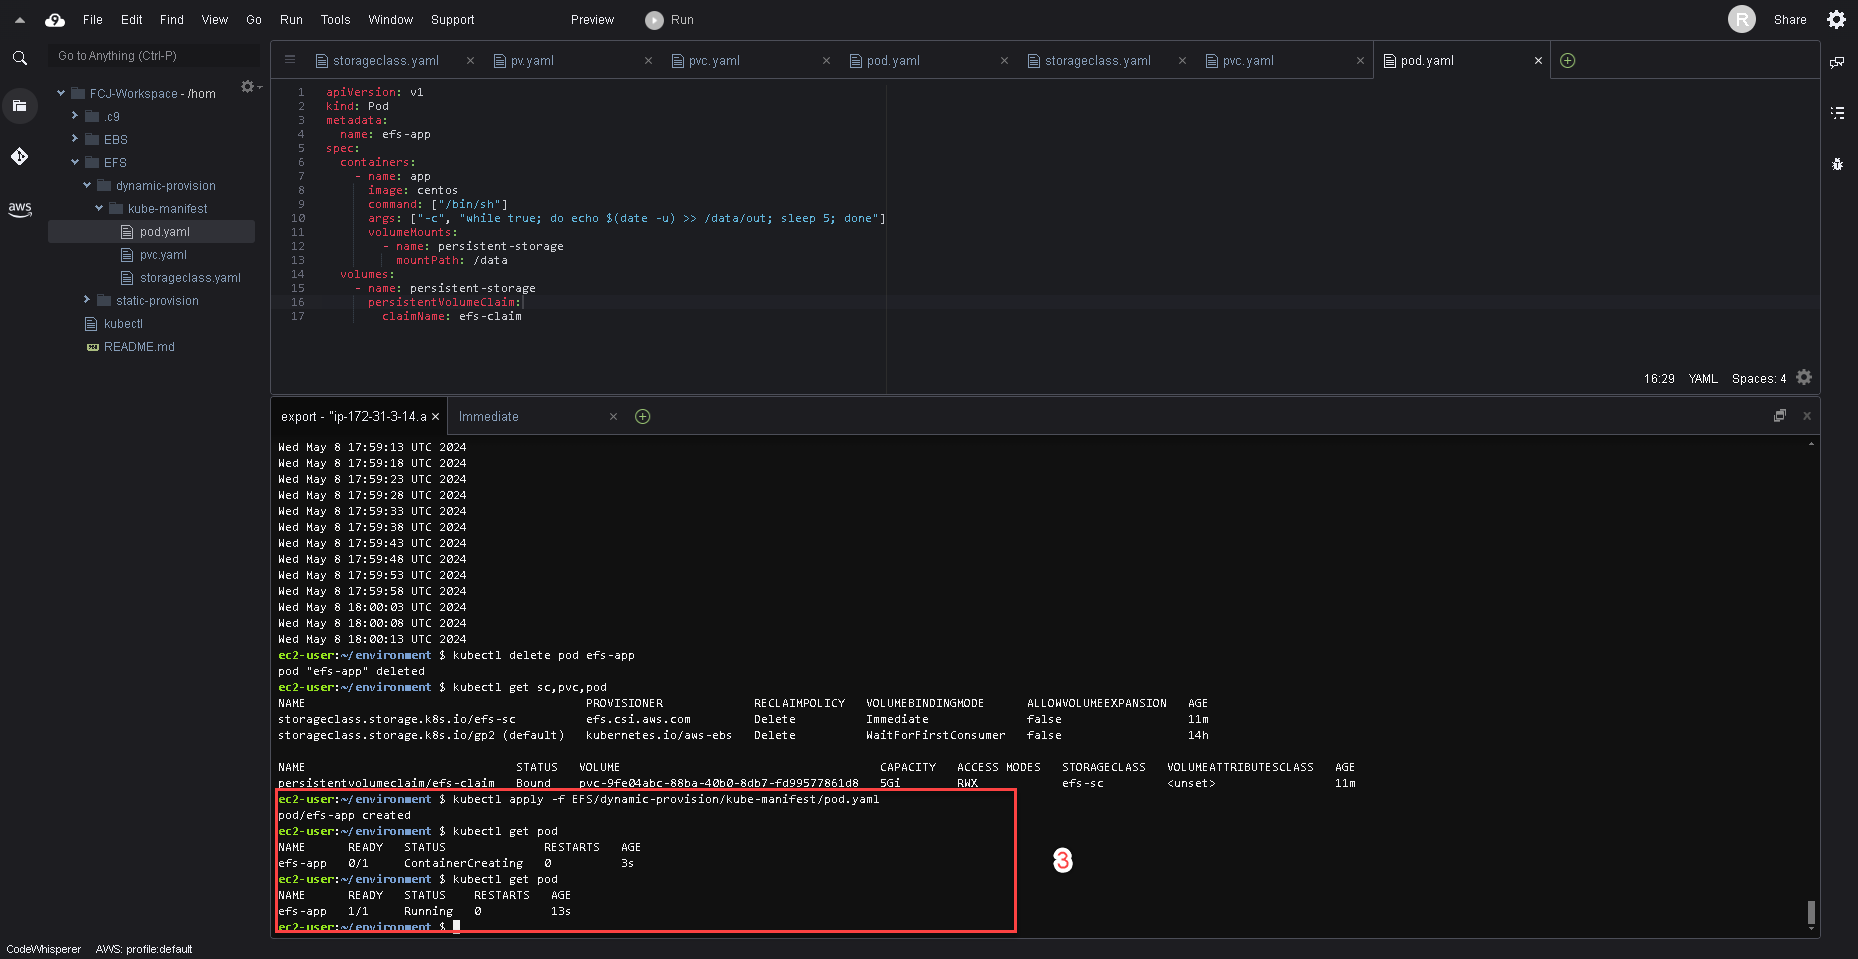 File Edit Find View Go Run Tools Window Support Preview Run R Share
Go to Anything (Ctrl-P)
FCJ-Workspace - /hom
.c9
EBS
EFS
dynamic-provision
kube-manifest
pod.yaml
pvc.yaml
storageclass.yaml
static-provision
kubectl
README.md
aws
storageclass.yaml pv.yaml pvc.yaml pod.yaml storageclass.yaml pvc.yaml pod.yaml
1 apiVersion: v1
2 kind: Pod
3 metadata:
4 name: efs-app
5 spec:
6 containers:
7 - name: app
8 image: centos
9 command: ["/bin/sh"]
10 args: ["-c", "while true; do echo $(date -u) >> /data/out; sleep 5; done"]
11 volumeMounts:
12 - name: persistent-storage
13 mountPath: /data
14 volumes:
15 - name: persistent-storage
16 persistentVolumeClaim:
17 claimName: efs-claim
16:29 YAML Spaces: 4
export - "ip-172-31-3-14.a Immediate
Wed May 8 17:59:13 UTC 2024
Wed May 8 17:59:18 UTC 2024
Wed May 8 17:59:23 UTC 2024
Wed May 8 17:59:28 UTC 2024
Wed May 8 17:59:33 UTC 2024
Wed May 8 17:59:38 UTC 2024
Wed May 8 17:59:43 UTC 2024
Wed May 8 17:59:48 UTC 2024
Wed May 8 17:59:53 UTC 2024
Wed May 8 17:59:58 UTC 2024
Wed May 8 18:00:03 UTC 2024
Wed May 8 18:00:08 UTC 2024
Wed May 8 18:00:13 UTC 2024
ec2-user:~/environment $ kubectl delete pod efs-app
pod "efs-app" deleted
ec2-user:~/environment $ kubectl get sc,pvc,pod
NAME PROVISIONER RECLAIMPOLICY VOLUMEBINDINGMODE ALLOWVOLUMEEXPANSION AGE
storageclass.storage.k8s.io/efs-sc efs.csi.aws.com Delete Immediate false 11m
storageclass.storage.k8s.io/gp2 (default) kubernetes.io/aws-ebs Delete WaitForFirstConsumer false 14h
NAME STATUS VOLUME CAPACITY ACCESS MODES STORAGECLASS VOLUMEATTRIBUTESCLASS AGE
persistentvolumeclaim/efs-claim Bound pvc-9fe04abc-88ba-40b0-8db7-fd99577861d8 5Gi RWX efs-sc <unset> 11m
ec2-user:~/environment $ kubectl apply -f EFS/dynamic-provision/kube-manifest/pod.yaml
pod/efs-app created
ec2-user:~/environment $ kubectl get pod
NAME READY STATUS RESTARTS AGE
efs-app 0/1 ContainerCreating 0 3s
ec2-user:~/environment $ kubectl get pod
NAME READY STATUS RESTARTS AGE
efs-app 1/1 Running 0 13s
ec2-user:~/environment $
3
CodeWhisperer AWS: profile:default